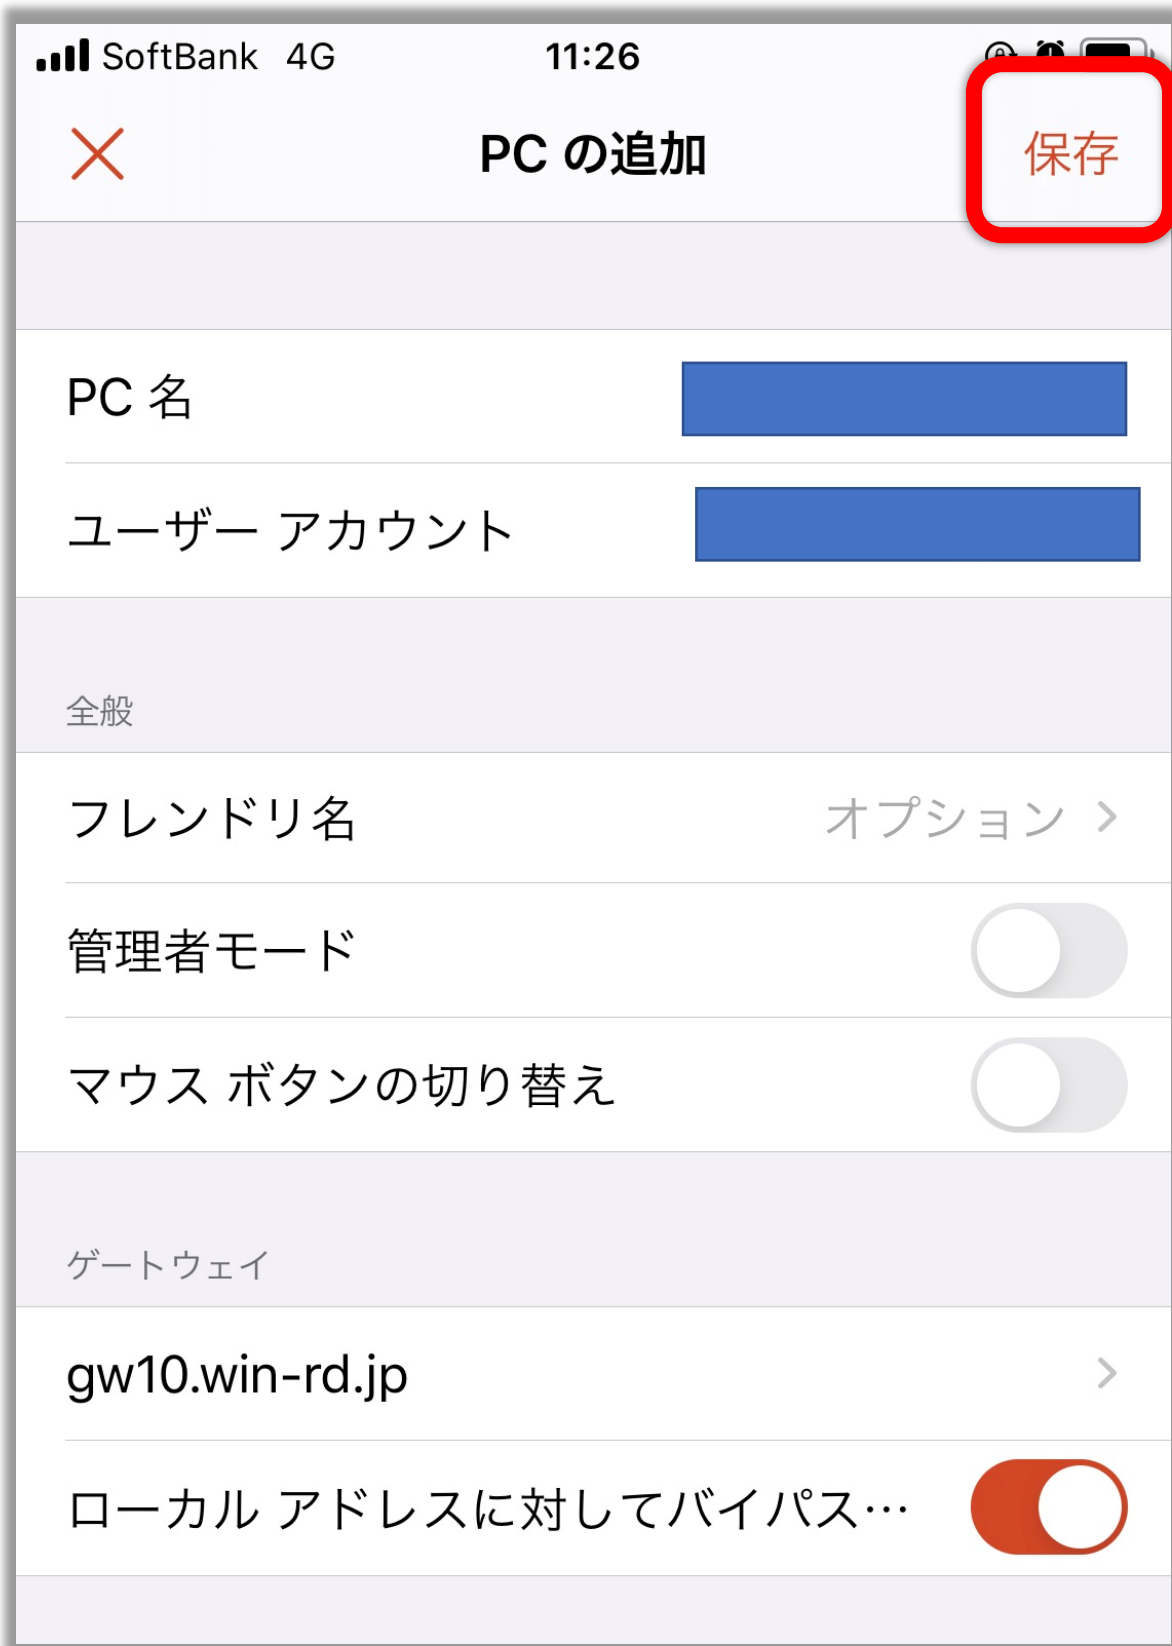 SoftBank 4G 11:26
PC の追加 保存
PC 名
ユーザー アカウント
全般
フレンドリ名 オプション
管理者モード
マウス ボタンの切り替え
ゲートウェイ
gw10.win-rd.jp
ローカル アドレスに対してバイパス…